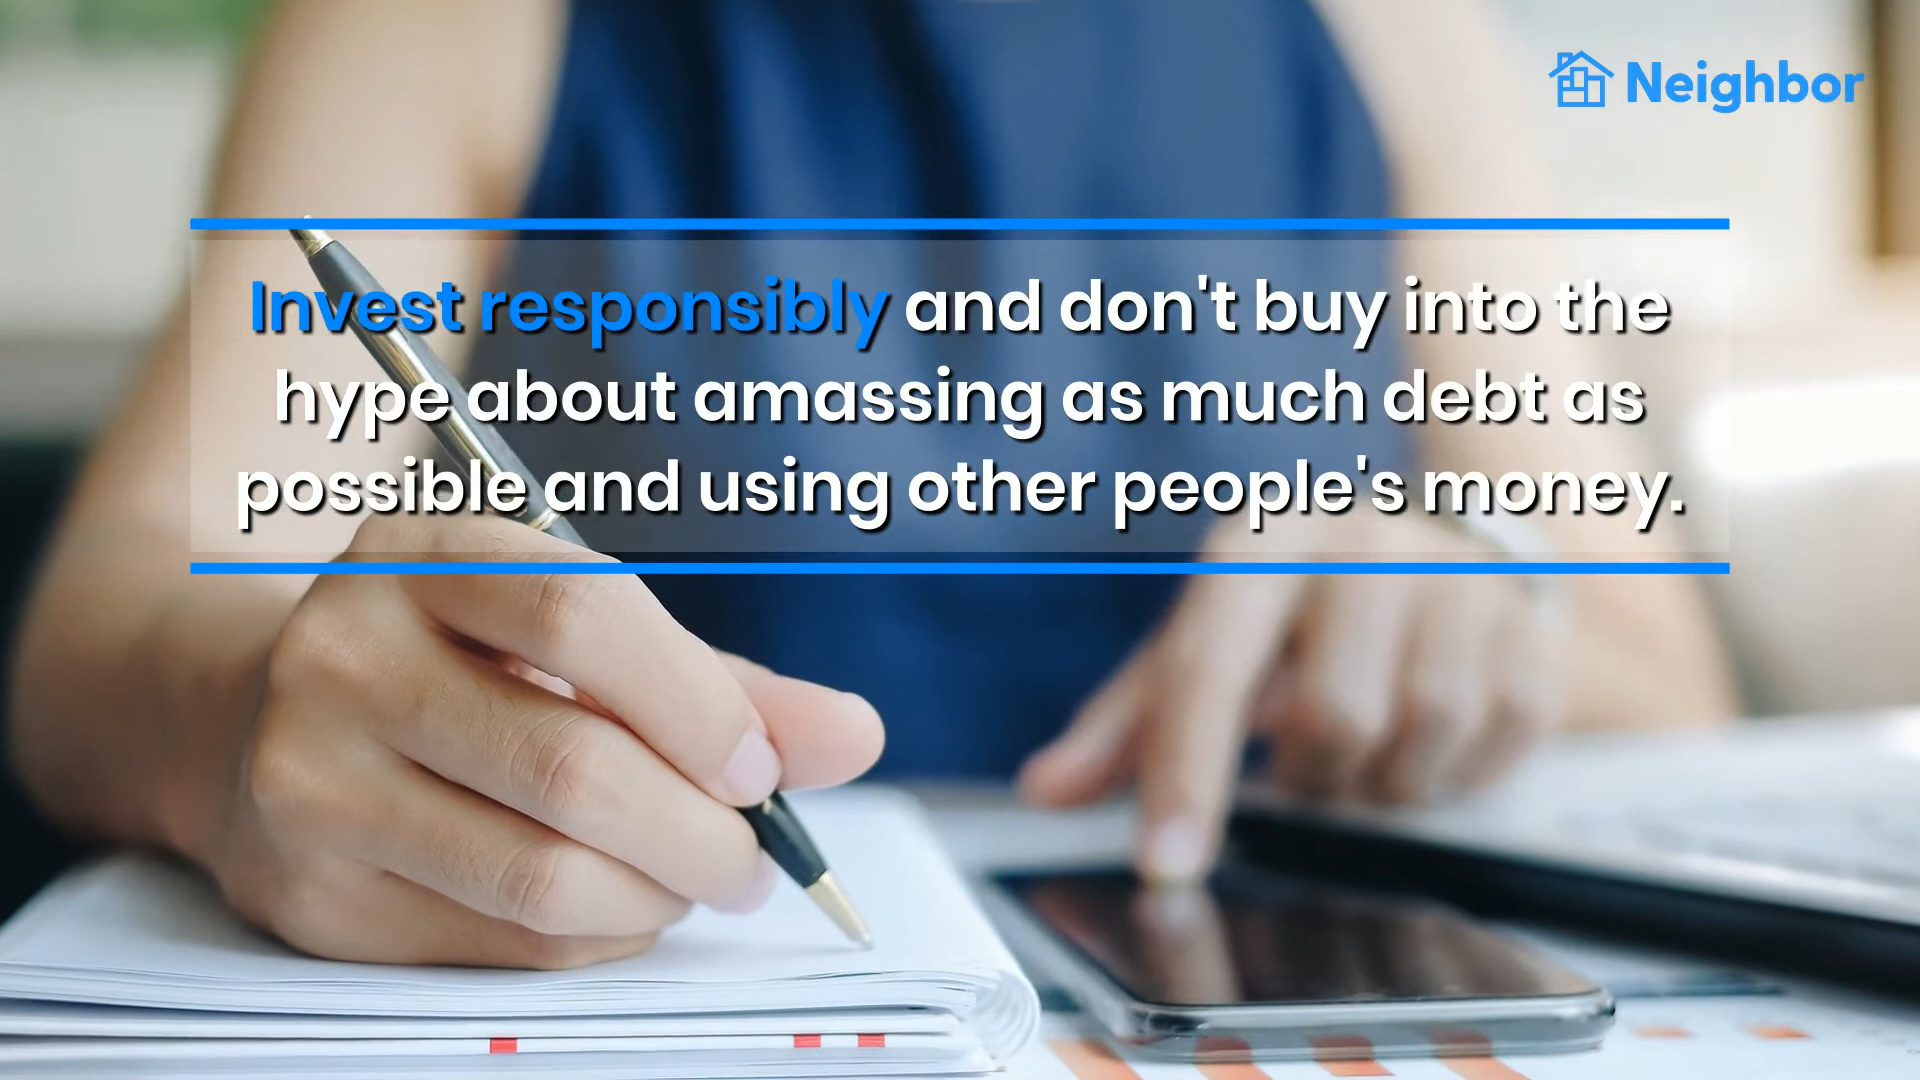 Neighbor
Invest responsibly and don't buy into the
hype about amassing as much debt as
possible and using other people's money.